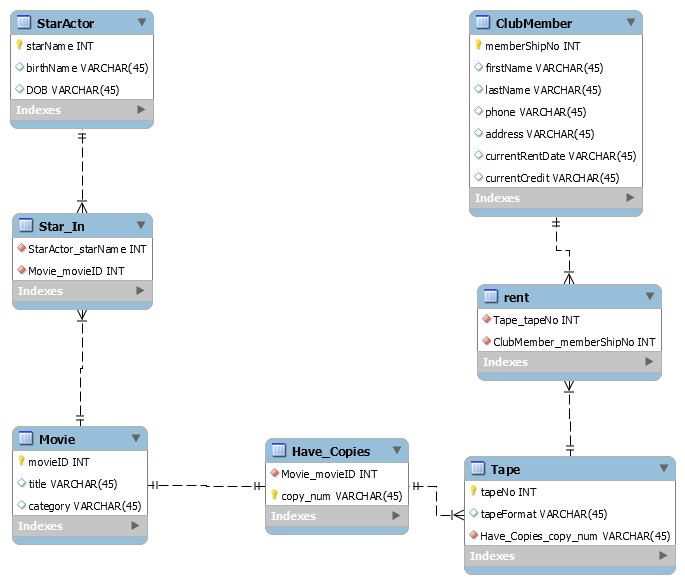 StarActor
starName INT
birthName VARCHAR(45)
DOB VARCHAR(45)
Indexes
ClubMember
memberShipNo INT
firstName VARCHAR(45)
lastName VARCHAR(45)
phone VARCHAR(45)
address VARCHAR(45)
currentRentDate VARCHAR(45)
currentCredit VARCHAR(45)
Indexes
Star_In
StarActor_starName INT
Movie_movieID INT
Indexes
rent
Tape_tapeNo INT
ClubMember_memberShipNo INT
Indexes
Movie
movieID INT
title VARCHAR(45)
category VARCHAR(45)
Indexes
Have_Copies
Movie_movieID INT
copy_num VARCHAR(45)
Indexes
Tape
tapeNo INT
tapeFormat VARCHAR(45)
Have_Copies_copy_num VARCHAR(45)
Indexes